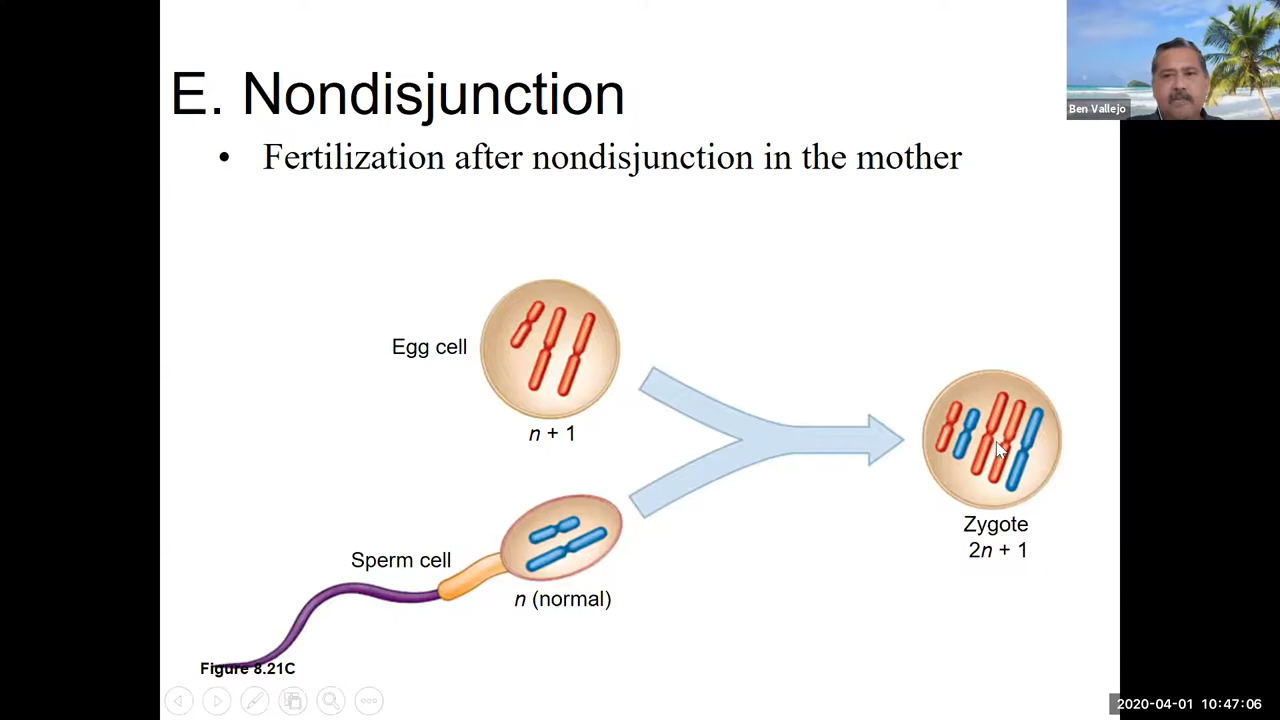 E. Nondisjunction
Ben Vallejo
• Fertilization after nondisjunction in the mother
Egg cell
n + 1
Zygote
2n + 1
Sperm cell
n (normal)
Figure 8.21C
2020-04-01 10:47:06